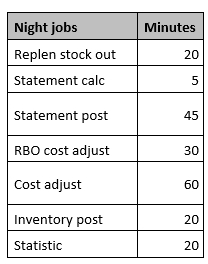 Night jobs Minutes
Replen stock out 20
Statement calc 5
Statement post 45
RBO cost adjust 30
Cost adjust 60
Inventory post 20
Statistic 20